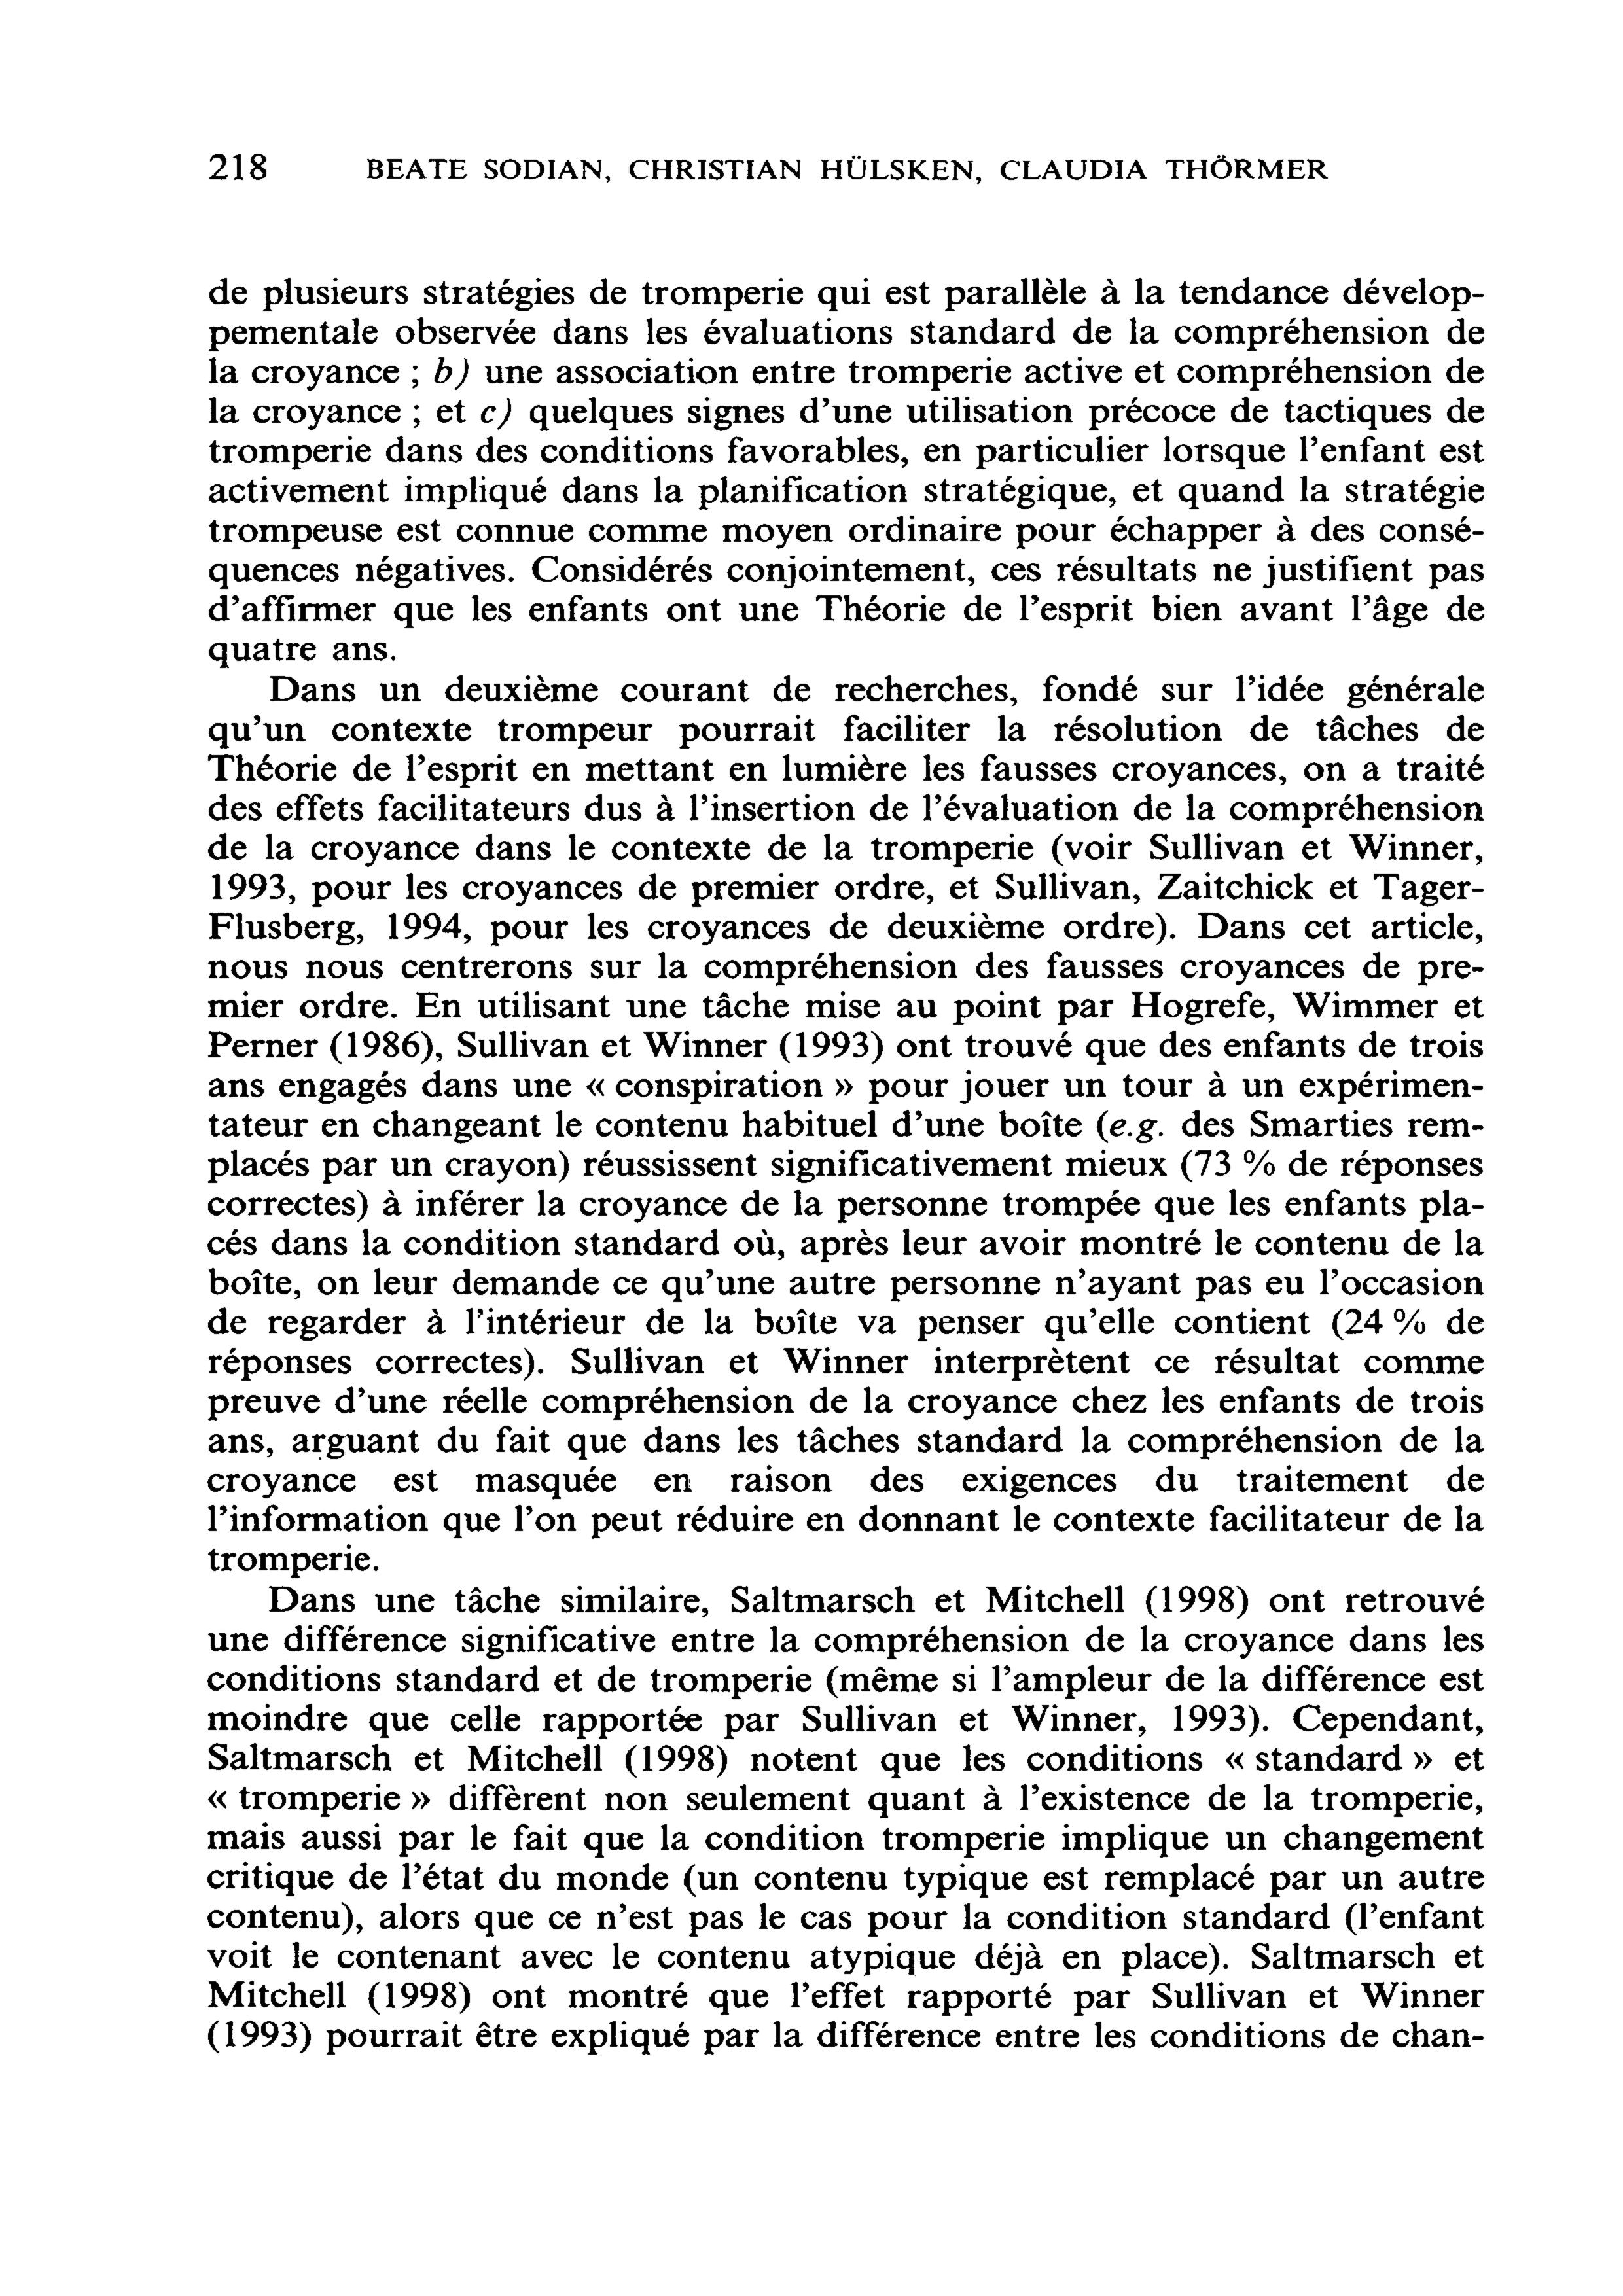 218 BEATE SODIAN, CHRISTIAN HÜLSKEN, CLAUDIA THÖRMER
de plusieurs stratégies de tromperie qui est parallèle à la tendance dévelop-
pementale observée dans les évaluations standard de la compréhension de
la croyance ; b) une association entre tromperie active et compréhension de
la croyance ; et c) quelques signes d'une utilisation précoce de tactiques de
tromperie dans des conditions favorables, en particulier lorsque l'enfant est
activement impliqué dans la planification stratégique, et quand la stratégie
trompeuse est connue comme moyen ordinaire pour échapper à des consé-
quences négatives. Considérés conjointement, ces résultats ne justifient pas
d'affirmer que les enfants ont une Théorie de l'esprit bien avant l'âge de
quatre ans.
Dans un deuxième courant de recherches, fondé sur l'idée générale
qu'un contexte trompeur pourrait faciliter la résolution de tâches de
Théorie de l'esprit en mettant en lumière les fausses croyances, on a traité
des effets facilitateurs dus à l'insertion de l'évaluation de la compréhension
de la croyance dans le contexte de la tromperie (voir Sullivan et Winner,
1993, pour les croyances de premier ordre, et Sullivan, Zaitchick et Tager-
Flusberg, 1994, pour les croyances de deuxième ordre). Dans cet article,
nous nous centrerons sur la compréhension des fausses croyances de pre-
mier ordre. En utilisant une tâche mise au point par Hogrefe, Wimmer et
Perner (1986), Sullivan et Winner (1993) ont trouvé que des enfants de trois
ans engagés dans une « conspiration » pour jouer un tour à un expérimen-
tateur en changeant le contenu habituel d'une boîte (e.g. des Smarties rem-
placés par un crayon) réussissent significativement mieux (73 % de réponses
correctes) à inférer la croyance de la personne trompée que les enfants pla-
cés dans la condition standard où, après leur avoir montré le contenu de la
boîte, on leur demande ce qu'une autre personne n'ayant pas eu l'occasion
de regarder à l'intérieur de la boîte va penser qu'elle contient (24 % de
réponses correctes). Sullivan et Winner interprètent ce résultat comme
preuve d'une réelle compréhension de la croyance chez les enfants de trois
ans, arguant du fait que dans les tâches standard la compréhension de la
croyance est masquée en raison des exigences du traitement de
l'information que l'on peut réduire en donnant le contexte facilitateur de la
tromperie.
Dans une tâche similaire, Saltmarsch et Mitchell (1998) ont retrouvé
une différence significative entre la compréhension de la croyance dans les
conditions standard et de tromperie (même si l'ampleur de la différence est
moindre que celle rapportée par Sullivan et Winner, 1993). Cependant,
Saltmarsch et Mitchell (1998) notent que les conditions « standard » et
« tromperie » diffèrent non seulement quant à l'existence de la tromperie,
mais aussi par le fait que la condition tromperie implique un changement
critique de l'état du monde (un contenu typique est remplacé par un autre
contenu), alors que ce n'est pas le cas pour la condition standard (l'enfant
voit le contenant avec le contenu atypique déjà en place). Saltmarsch et
Mitchell (1998) ont montré que l'effet rapporté par Sullivan et Winner
(1993) pourrait être expliqué par la différence entre les conditions de chan-